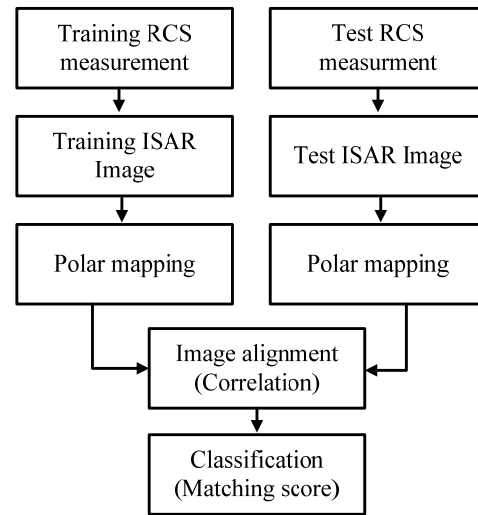 Training RCS
measurement
Test RCS
measurment
Training ISAR
Image
Test ISAR Image
Polar mapping
Polar mapping
Image alignment
(Correlation)
Classification
(Matching score)